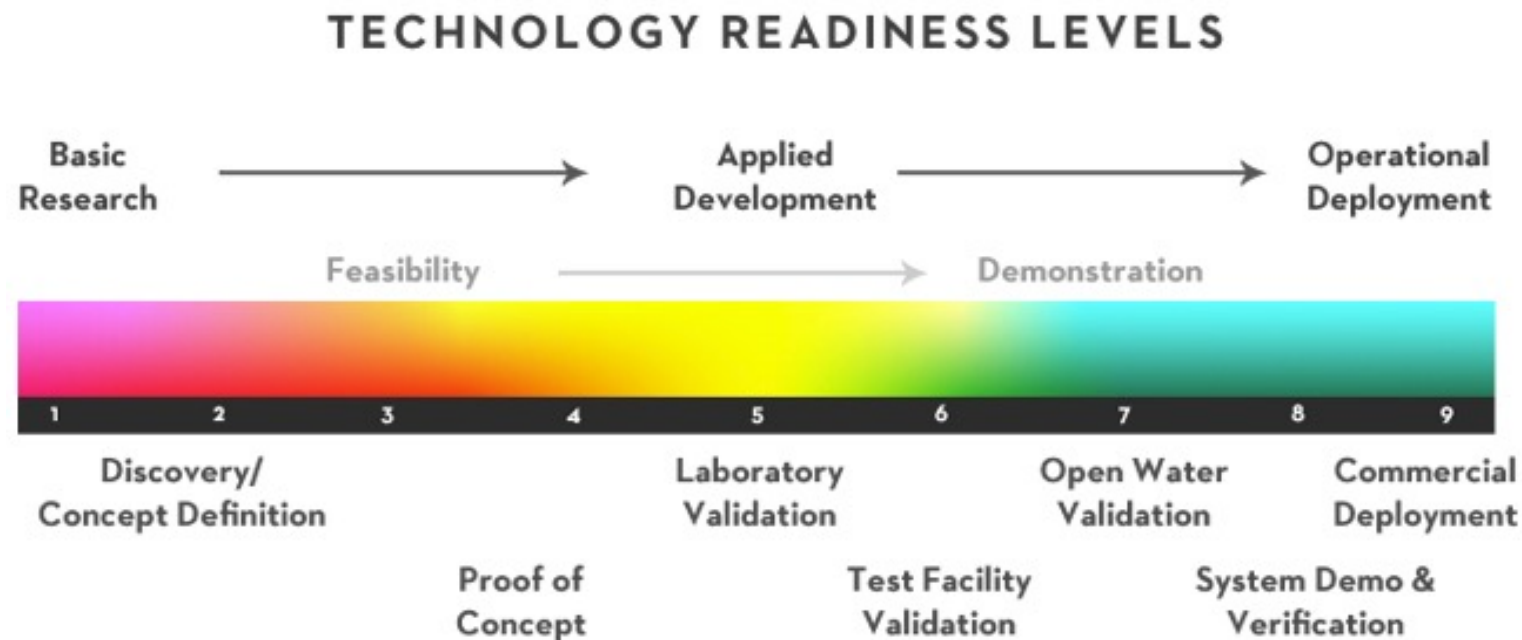 TECHNOLOGY READINESS LEVELS
Basic
Research
Applied
Development
Operational
Deployment
Feasibility
Demonstration
1 2 3 4 5 6 7 8 9
Discovery/
Concept Definition
Laboratory
Validation
Open Water
Validation
Commercial
Deployment
Proof of
Concept
Test Facility
Validation
System Demo &
Verification